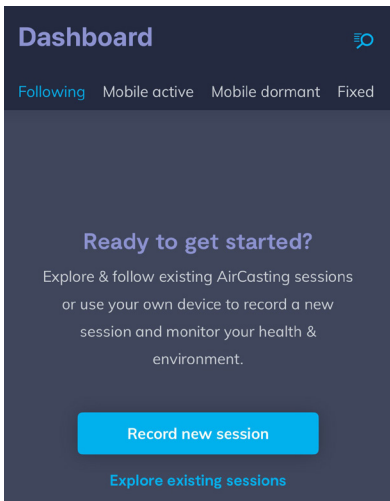 Dashboard
Following Mobile active Mobile dormant Fixed
Ready to get started?
Explore & follow existing AirCasting sessions
or use your own device to record a new
session and monitor your health &
environment.
Record new session
Explore existing sessions